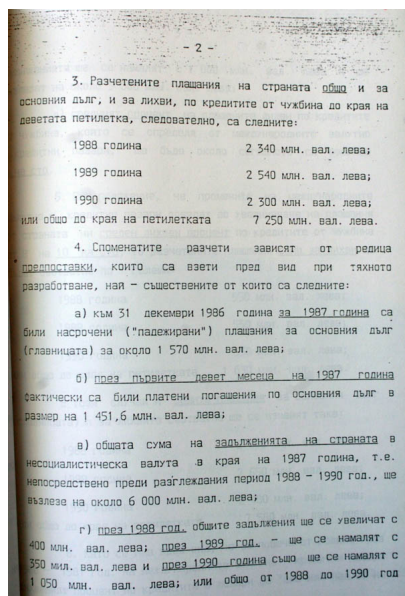 - 2 -
3. Разчетените плащания на страната общо и за
основния дълг, и за лихви, по кредитите от чужбина до края на
деветата петилетка, следователно, са следните:
1988 година 2 340 млн. вал. лева;
1989 година 2 540 млн. вал. лева;
1990 година 2 300 млн. вал. лева;
или общо до края на петилетката 7 250 млн. вал. лева.
4. Споменатите разчети зависят от редица
предпоставки, които са взети пред вид при тяхното
разработване, най - съществените от които са следните:
а) към 31 декември 1986 година за 1987 година са
били насрочени ("падежирани") плащания за основния дълг
(главницата) за около 1 570 млн. вал. лева;
б) през първите девет месеца на 1987 година
фактически са били платени погашения по основния дълг в
размер на 1 451,6 млн. вал. лева;
в) общата сума на задълженията на страната в
несоциалистическа валута в края на 1987 година, т.е.
непосредствено преди разглеждания период 1988 - 1990 год., ще
възлезе на около 6 000 млн. вал. лева;
г) през 1988 год. общите задължения ще се увеличат с
400 млн. вал. лева; през 1989 год. - ще се намалят с
350 мил. вал. лева и през 1990 година също ще се намалят с
1 050 млн. вал. лева; или общо от 1988 до 1990 год